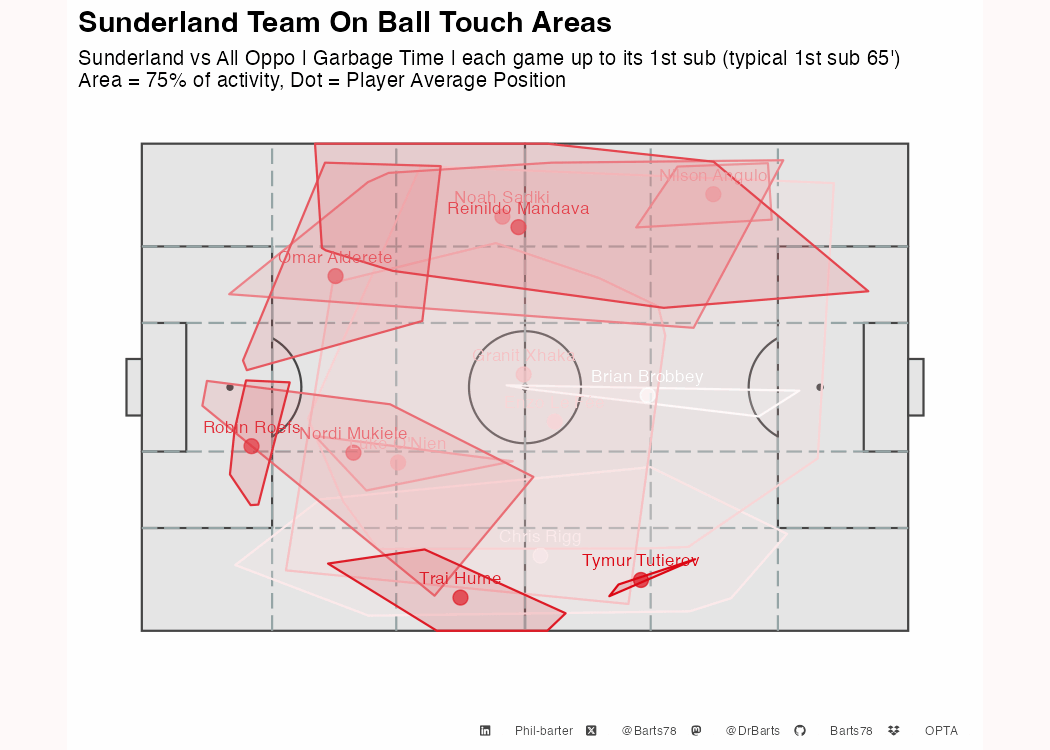 Sunderland Team On Ball Touch Areas
Sunderland vs All Oppo | Garbage Time | each game up to its 1st sub (typical 1st sub 65')
Area = 75% of activity, Dot = Player Average Position
Nilson Angulo
Noah Sadiki
Reinildo Mandava
Omar Alderete
Granit Xhaka
Brian Brobbey
Robin Roefs
Nordi Mukiele
O'Nien
Chris Rigg
Tymur Tutierov
Trai Hume
Phil-barter @Barts78 @DrBarts Barts78 OPTA